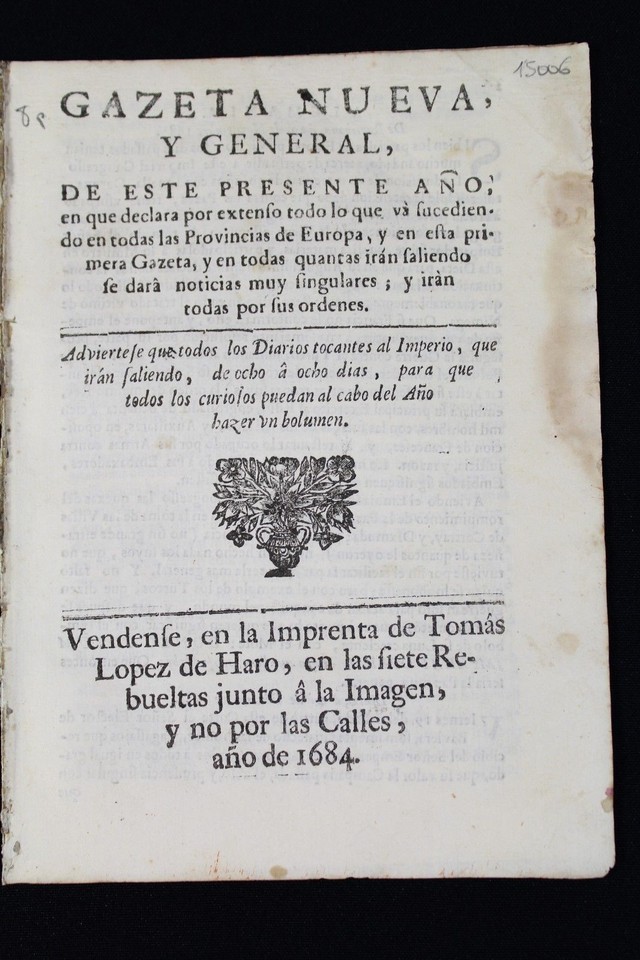 15006
8p
GAZETA NUEVA,
Y GENERAL,
DE ESTE PRESENTE AÑO,
en que declara por extenſo todo lo que và ſucedien-
do en todas las Provincias de Europa, y en eſta pri-
mera Gazeta, y en todas quantas irán ſaliendo
ſe darà noticias muy ſingulares ; y iràn
todas por ſus ordenes.
Advierteſe que todos los Diarios tocantes al Imperio, que
irán ſaliendo, de ocho â ocho dias, para que
todos los curioſos puedan al cabo del Año
hazer vn bolumen.
Vendenſe, en la Imprenta de Tomás
Lopez de Haro, en las ſiete Re-
bueltas junto â la Imagen,
y no por las Calles,
año de 1684.